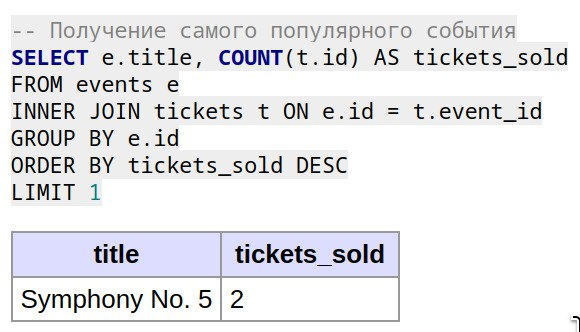 -- Получение самого популярного события
SELECT e.title, COUNT(t.id) AS tickets_sold
FROM events e
INNER JOIN tickets t ON e.id = t.event_id
GROUP BY e.id
ORDER BY tickets_sold DESC
LIMIT 1
title tickets_sold
Symphony No. 5 2